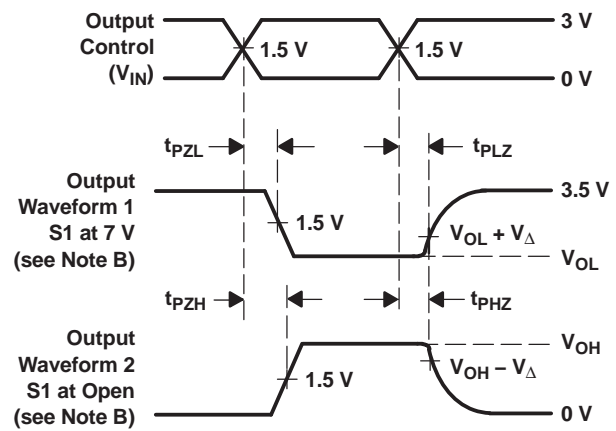 Output
Control
(VIN)
1.5 V
1.5 V
3 V
0 V
tPZL
tPLZ
Output
Waveform 1
S1 at 7 V
(see Note B)
1.5 V
3.5 V
VOL + VΔ
VOL
tPZH
tPHZ
Output
Waveform 2
S1 at Open
(see Note B)
1.5 V
VOH
VOH – VΔ
0 V